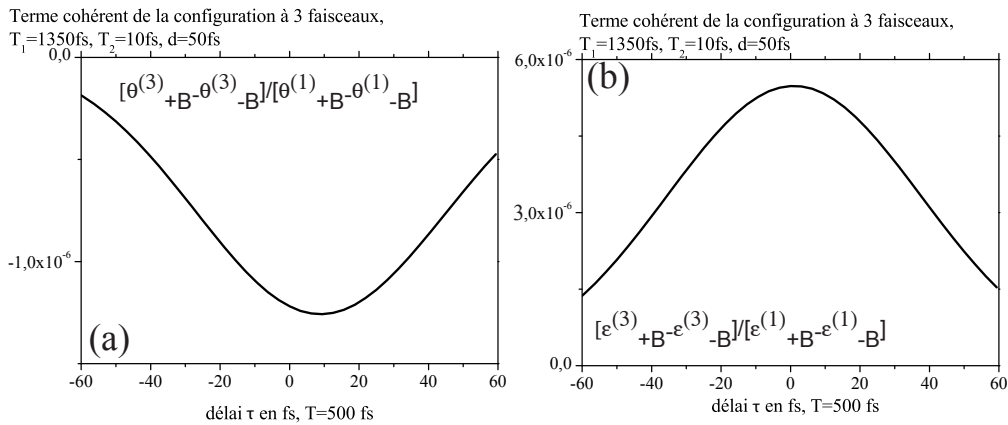 Terme cohérent de la configuration à 3 faisceaux,
T₁=1350fs, T₂=10fs, d=50fs
0,0
[θ⁽³⁾+B-θ⁽³⁾-B]/[θ⁽¹⁾+B-θ⁽¹⁾-B]
-1,0x10⁻⁶
(a)
-60 -40 -20 0 20 40 60
délai τ en fs, T=500 fs
Terme cohérent de la configuration à 3 faisceaux,
T₁=1350fs, T₂=10fs, d=50fs
6,0x10⁻⁶
(b)
3,0x10⁻⁶
[ε⁽³⁾+B-ε⁽³⁾-B]/[ε⁽¹⁾+B-ε⁽¹⁾-B]
0,0
-60 -40 -20 0 20 40 60
délai τ en fs, T=500 fs